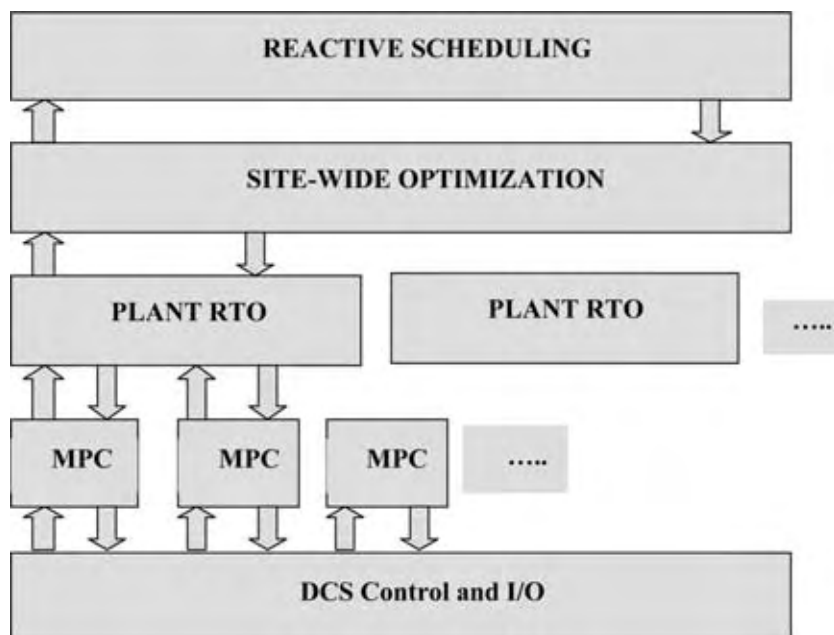 REACTIVE SCHEDULING
SITE-WIDE OPTIMIZATION
PLANT RTO
PLANT RTO
.....
MPC
MPC
MPC
.....
DCS Control and I/O